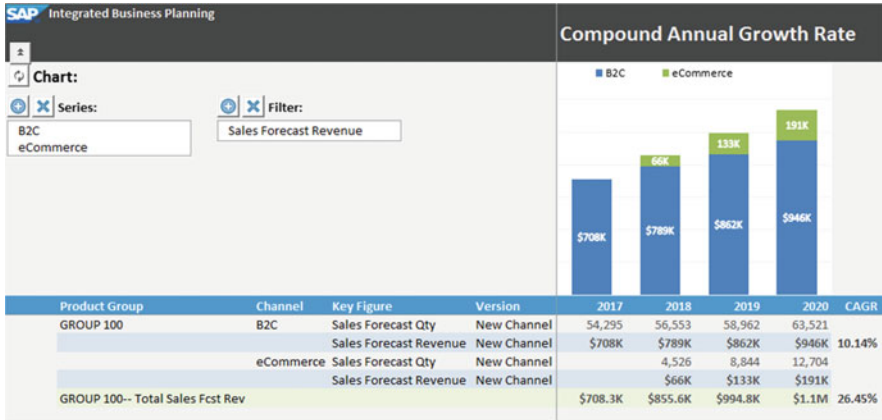 SAP Integrated Business Planning
Compound Annual Growth Rate
Chart:
B2C eCommerce
Series: Filter:
B2C Sales Forecast Revenue
eCommerce
191K
133K
66K
$708K $789K $862K $946K
Product Group Channel Key Figure Version 2017 2018 2019 2020 CAGR
GROUP 100 B2C Sales Forecast Qty New Channel 54,295 56,553 58,962 63,521
Sales Forecast Revenue New Channel $708K $789K $862K $946K 10.14%
eCommerce Sales Forecast Qty New Channel 4,526 8,844 12,704
Sales Forecast Revenue New Channel $66K $133K $191K
GROUP 100-- Total Sales Fcst Rev $708.3K $855.6K $994.8K $1.1M 26.45%